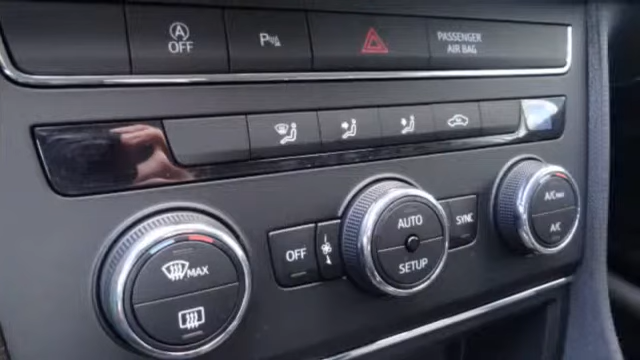 A
OFF
P
PASSENGER
AIR BAG
MAX
OFF
AUTO
SETUP
SYNC
A/C MAX
A/C